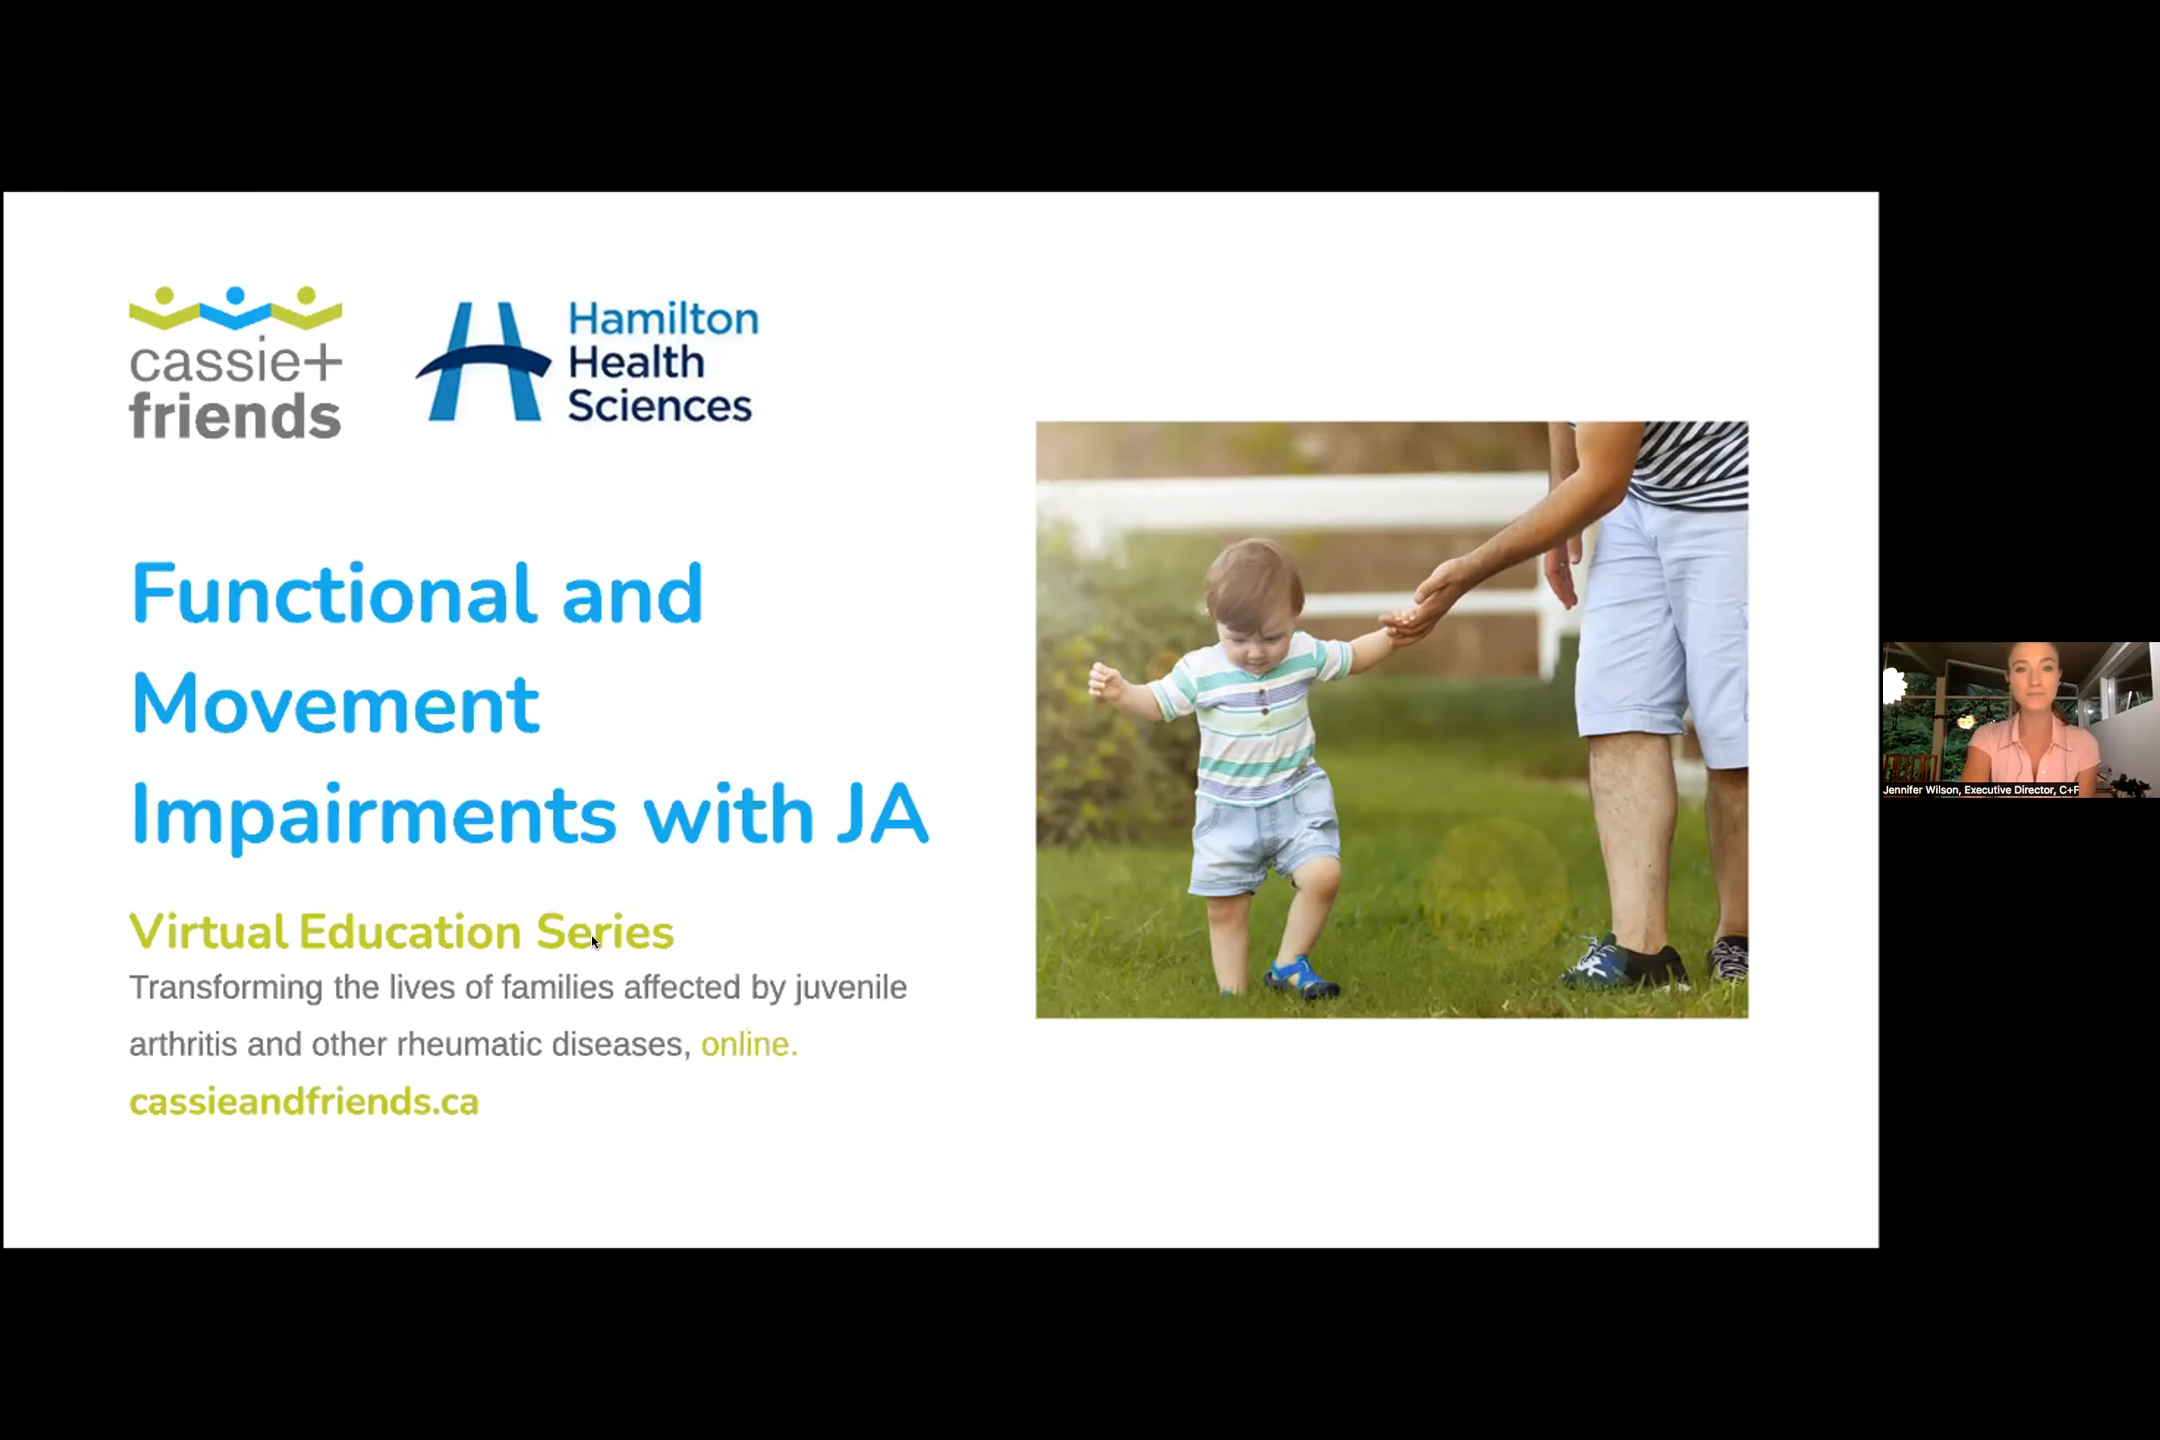 cassie+
friends
Hamilton
Health
Sciences
Functional and
Movement
Impairments with JA
Virtual Education Series
Transforming the lives of families affected by juvenile
arthritis and other rheumatic diseases, online.
cassieandfriends.ca
Jennifer Wilson, Executive Director, C+F